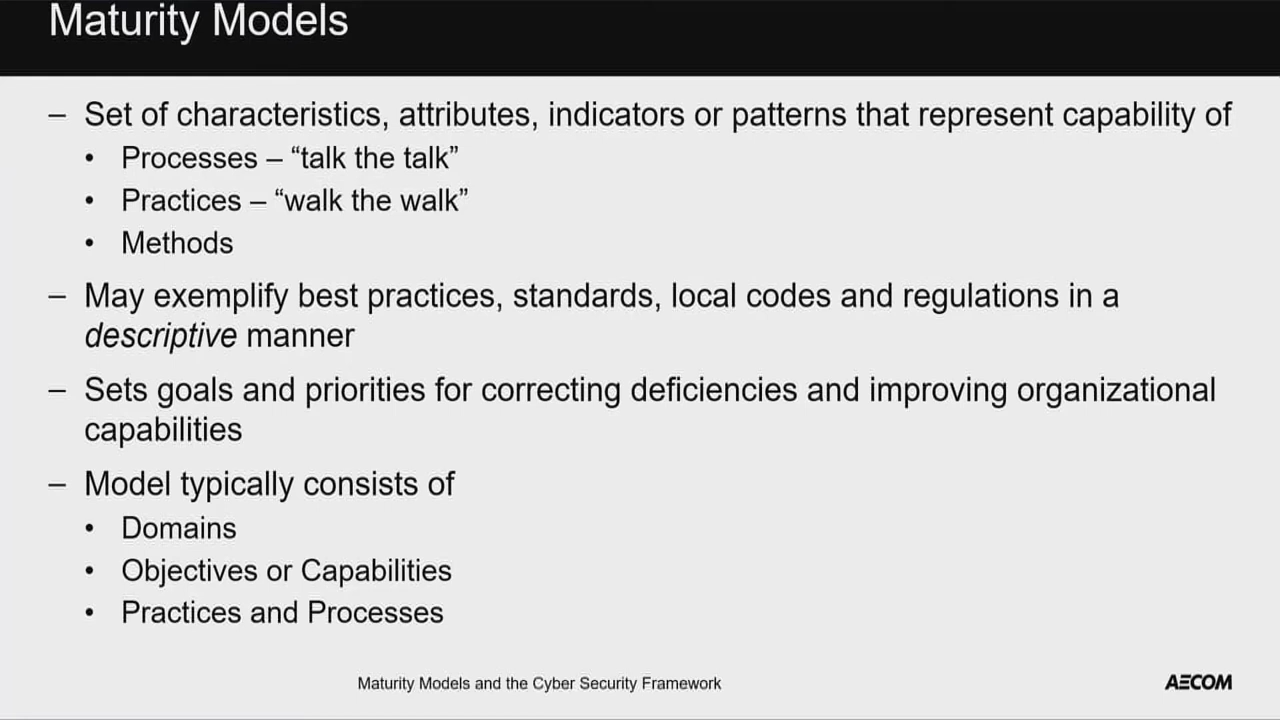 Maturity Models
– Set of characteristics, attributes, indicators or patterns that represent capability of
• Processes – “talk the talk”
• Practices – “walk the walk”
• Methods
– May exemplify best practices, standards, local codes and regulations in a
descriptive manner
– Sets goals and priorities for correcting deficiencies and improving organizational
capabilities
– Model typically consists of
• Domains
• Objectives or Capabilities
• Practices and Processes
Maturity Models and the Cyber Security Framework
AECOM